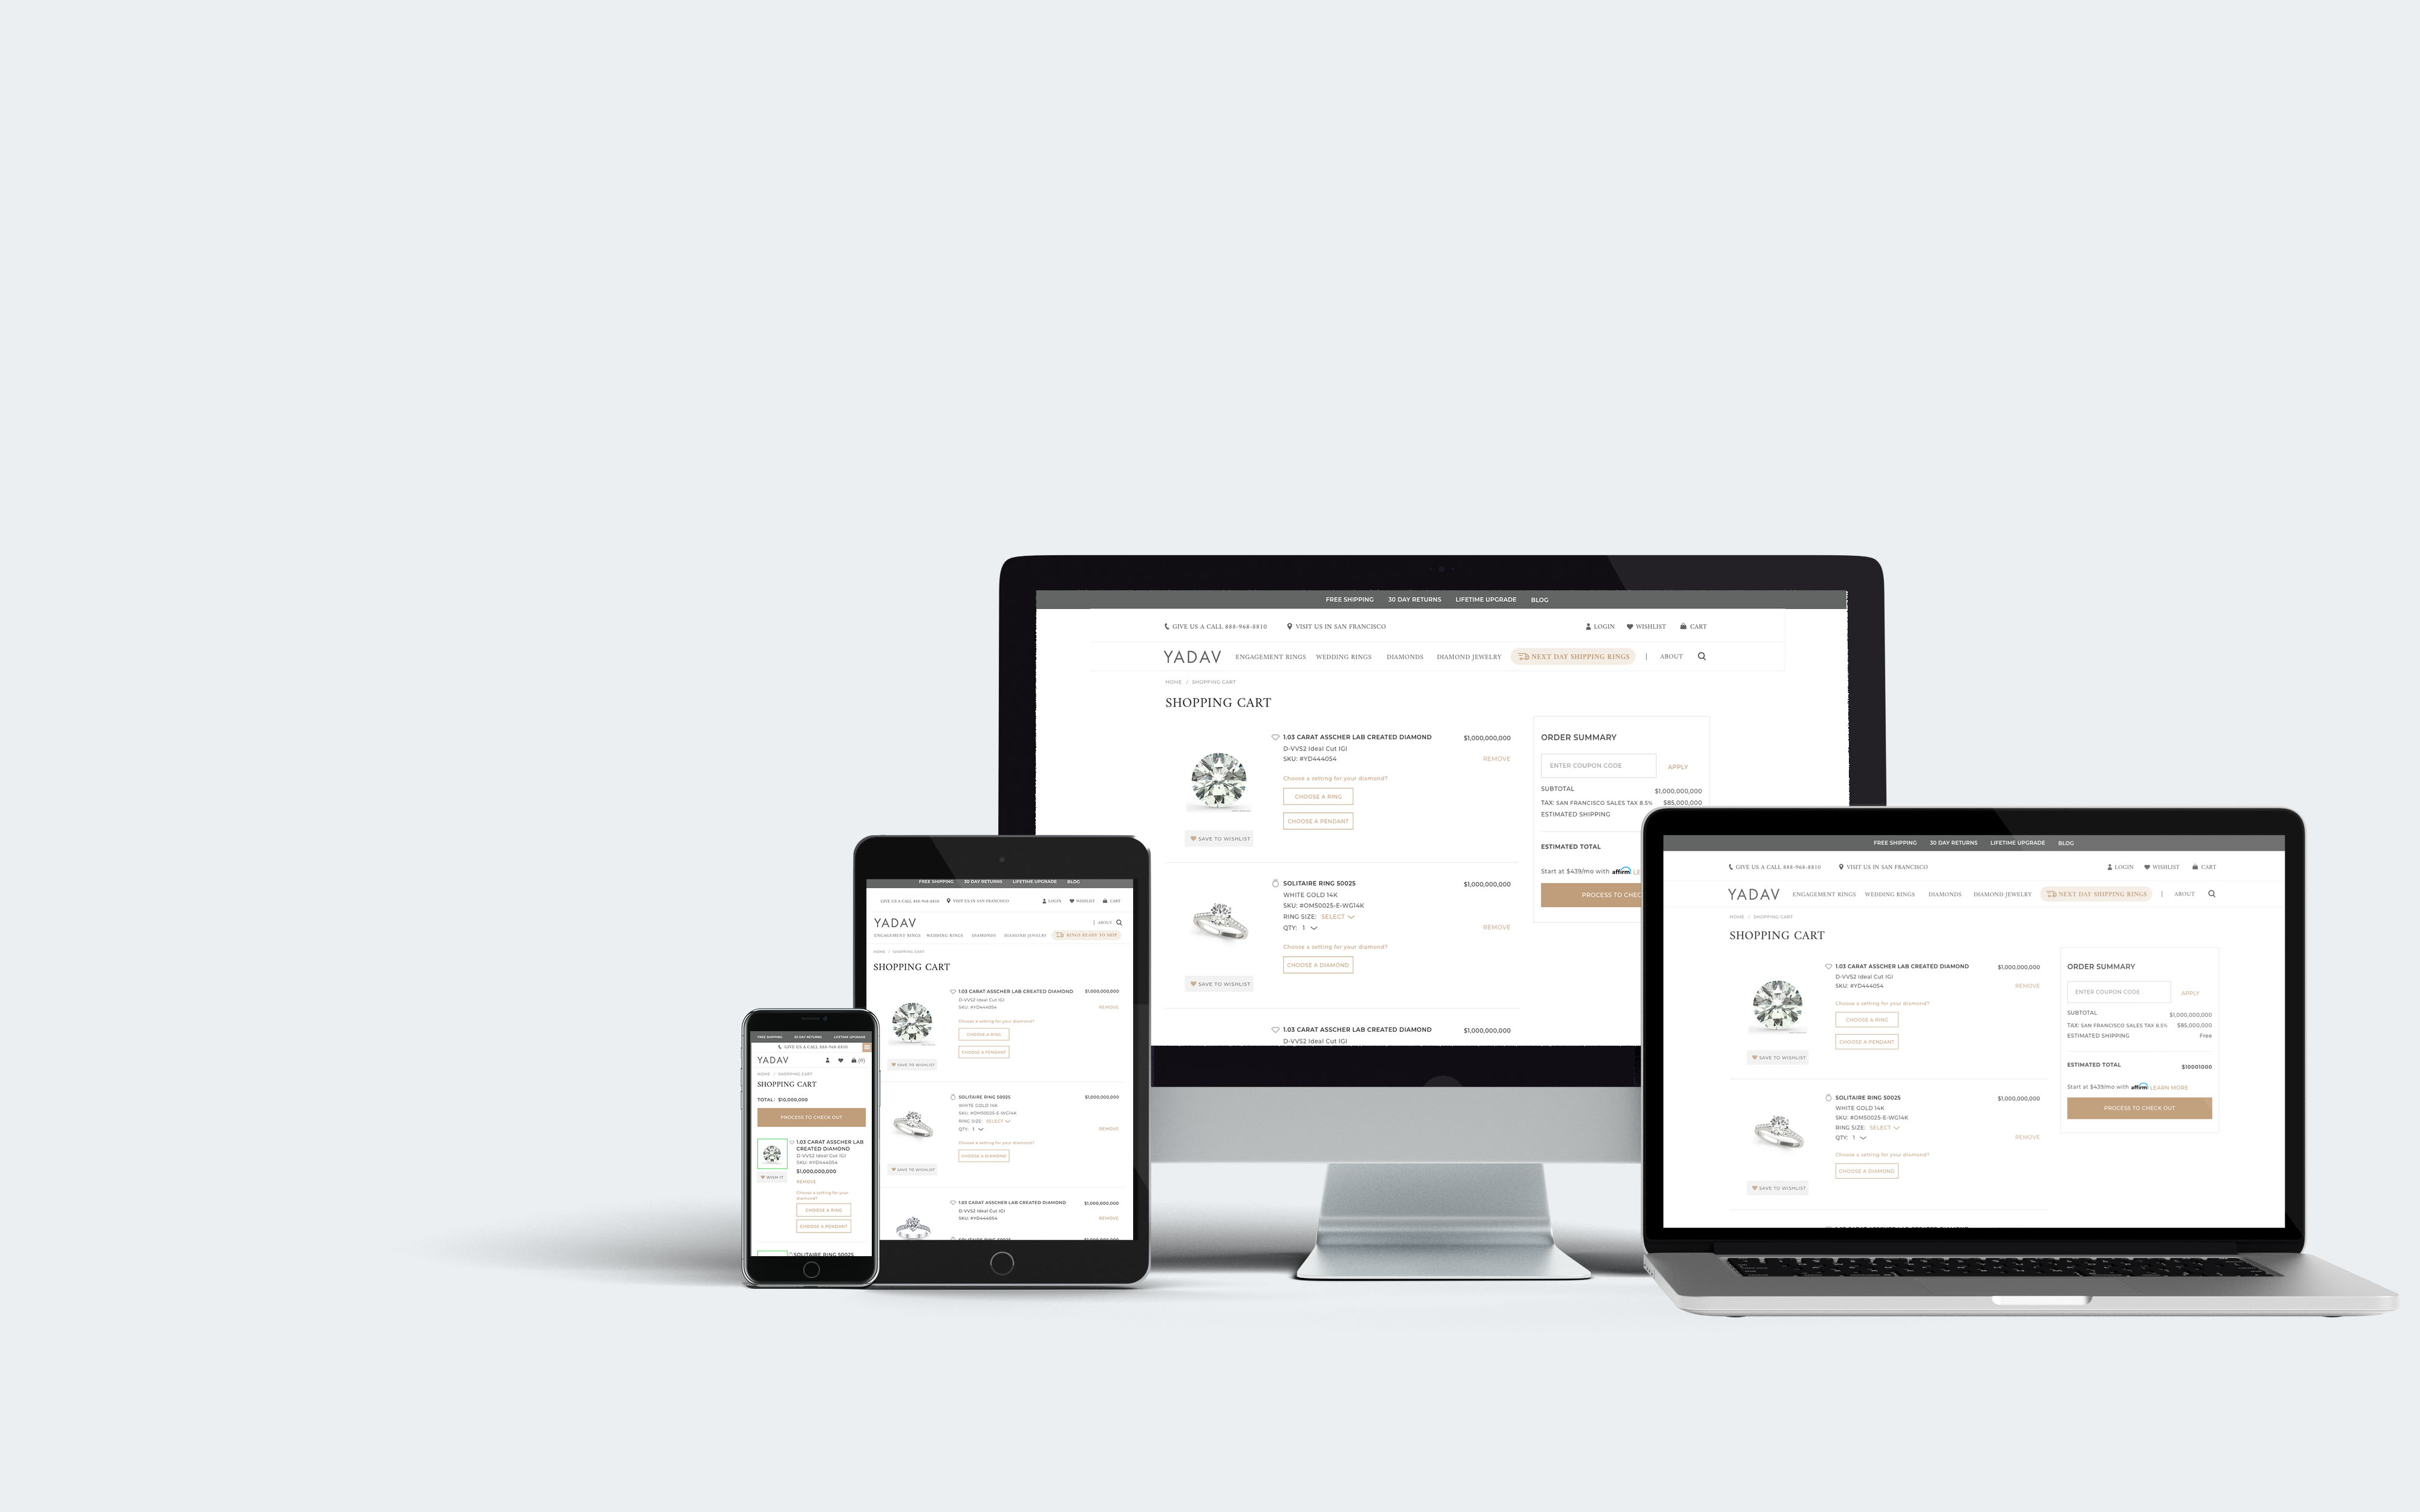 FREE SHIPPING 30 DAY RETURNS LIFETIME UPGRADE BLOG
GIVE US A CALL 888-968-8810 VISIT US IN SAN FRANCISCO LOGIN WISHLIST CART
YADAV ENGAGEMENT RINGS WEDDING RINGS DIAMONDS DIAMOND JEWELRY NEXT DAY SHIPPING RINGS | ABOUT
HOME / SHOPPING CART
SHOPPING CART
1.03 CARAT ASSCHER LAB CREATED DIAMOND $1,000,000,000
D-VVS2 Ideal Cut IGI
SKU: #YD444054 REMOVE
Choose a setting for your diamond?
CHOOSE A RING
CHOOSE A PENDANT
SAVE TO WISHLIST
SOLITAIRE RING 50025 $1,000,000,000
WHITE GOLD 14K
SKU: #OM50025-E-WG14K
RING SIZE: SELECT
QTY: 1 REMOVE
Choose a setting for your diamond?
CHOOSE A DIAMOND
SAVE TO WISHLIST
1.03 CARAT ASSCHER LAB CREATED DIAMOND $1,000,000,000
D-VVS2 Ideal Cut IGI
ORDER SUMMARY
ENTER COUPON CODE APPLY
SUBTOTAL $1,000,000,000
TAX: SAN FRANCISCO SALES TAX 8.5% $85,000,000
ESTIMATED SHIPPING
ESTIMATED TOTAL
Start at $439/mo with affirm LE
PROCESS TO CHEC
FREE SHIPPING 30 DAY RETURNS LIFETIME UPGRADE BLOG
GIVE US A CALL 888-968-8810 VISIT US IN SAN FRANCISCO LOGIN WISHLIST CART
YADAV | ABOUT
ENGAGEMENT RINGS WEDDING RINGS DIAMONDS DIAMOND JEWELRY RINGS READY TO SHIP
HOME / SHOPPING CART
SHOPPING CART
1.03 CARAT ASSCHER LAB CREATED DIAMOND $1,000,000,000
D-VVS2 Ideal Cut IGI
SKU: #YD444054 REMOVE
Choose a setting for your diamond?
CHOOSE A RING
CHOOSE A PENDANT
SAVE TO WISHLIST
SOLITAIRE RING 50025 $1,000,000,000
WHITE GOLD 14K
SKU: #OM50025-E-WG14K
RING SIZE: SELECT
QTY: 1 REMOVE
Choose a setting for your diamond?
CHOOSE A DIAMOND
SAVE TO WISHLIST
1.03 CARAT ASSCHER LAB CREATED DIAMOND $1,000,000,000
D-VVS2 Ideal Cut IGI
SKU: #YD444054 REMOVE
FREE SHIPPING 30 DAY RETURNS LIFETIME UPGRADE
GIVE US A CALL 888-968-8810
YADAV (0)
HOME / SHOPPING CART
SHOPPING CART
TOTAL: $10,000,000
PROCESS TO CHECK OUT
1.03 CARAT ASSCHER LAB
CREATED DIAMOND
D-VVS2 Ideal Cut IGI
SKU: #YD444054
$1,000,000,000
WISH IT
REMOVE
Choose a setting for your
diamond?
CHOOSE A RING
CHOOSE A PENDANT
SOLITAIRE RING 50025
FREE SHIPPING 30 DAY RETURNS LIFETIME UPGRADE BLOG
GIVE US A CALL 888-968-8810 VISIT US IN SAN FRANCISCO LOGIN WISHLIST CART
YADAV ENGAGEMENT RINGS WEDDING RINGS DIAMONDS DIAMOND JEWELRY NEXT DAY SHIPPING RINGS | ABOUT
HOME / SHOPPING CART
SHOPPING CART
1.03 CARAT ASSCHER LAB CREATED DIAMOND $1,000,000,000
D-VVS2 Ideal Cut IGI
SKU: #YD444054 REMOVE
Choose a setting for your diamond?
CHOOSE A RING
CHOOSE A PENDANT
SAVE TO WISHLIST
SOLITAIRE RING 50025 $1,000,000,000
WHITE GOLD 14K
SKU: #OM50025-E-WG14K
RING SIZE: SELECT
QTY: 1 REMOVE
Choose a setting for your diamond?
CHOOSE A DIAMOND
SAVE TO WISHLIST
ORDER SUMMARY
ENTER COUPON CODE APPLY
SUBTOTAL $1,000,000,000
TAX: SAN FRANCISCO SALES TAX 8.5% $85,000,000
ESTIMATED SHIPPING Free
ESTIMATED TOTAL $10001000
Start at $439/mo with affirm LEARN MORE
PROCESS TO CHECK OUT